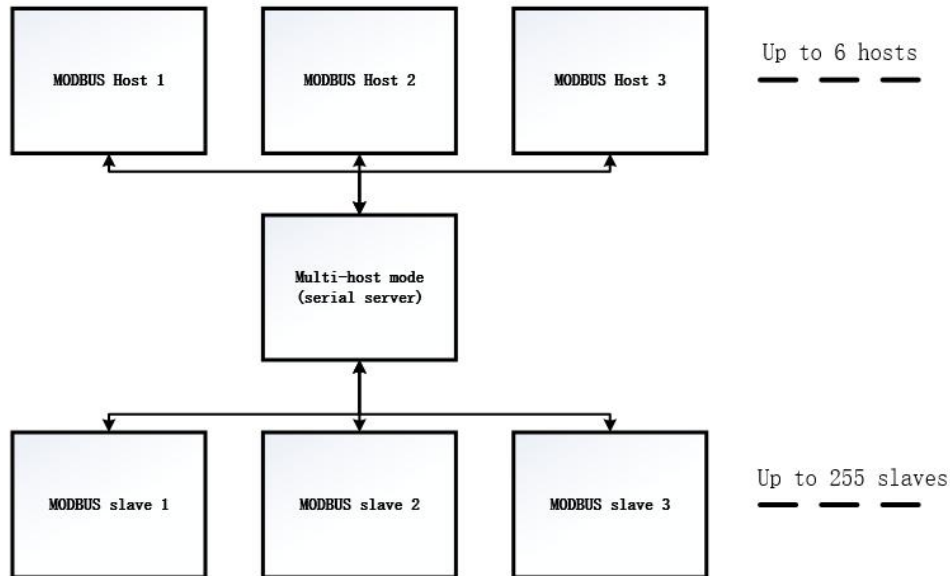 MODBUS Host 1
MODBUS Host 2
MODBUS Host 3
Up to 6 hosts
Multi-host mode
(serial server)
MODBUS slave 1
MODBUS slave 2
MODBUS slave 3
Up to 255 slaves